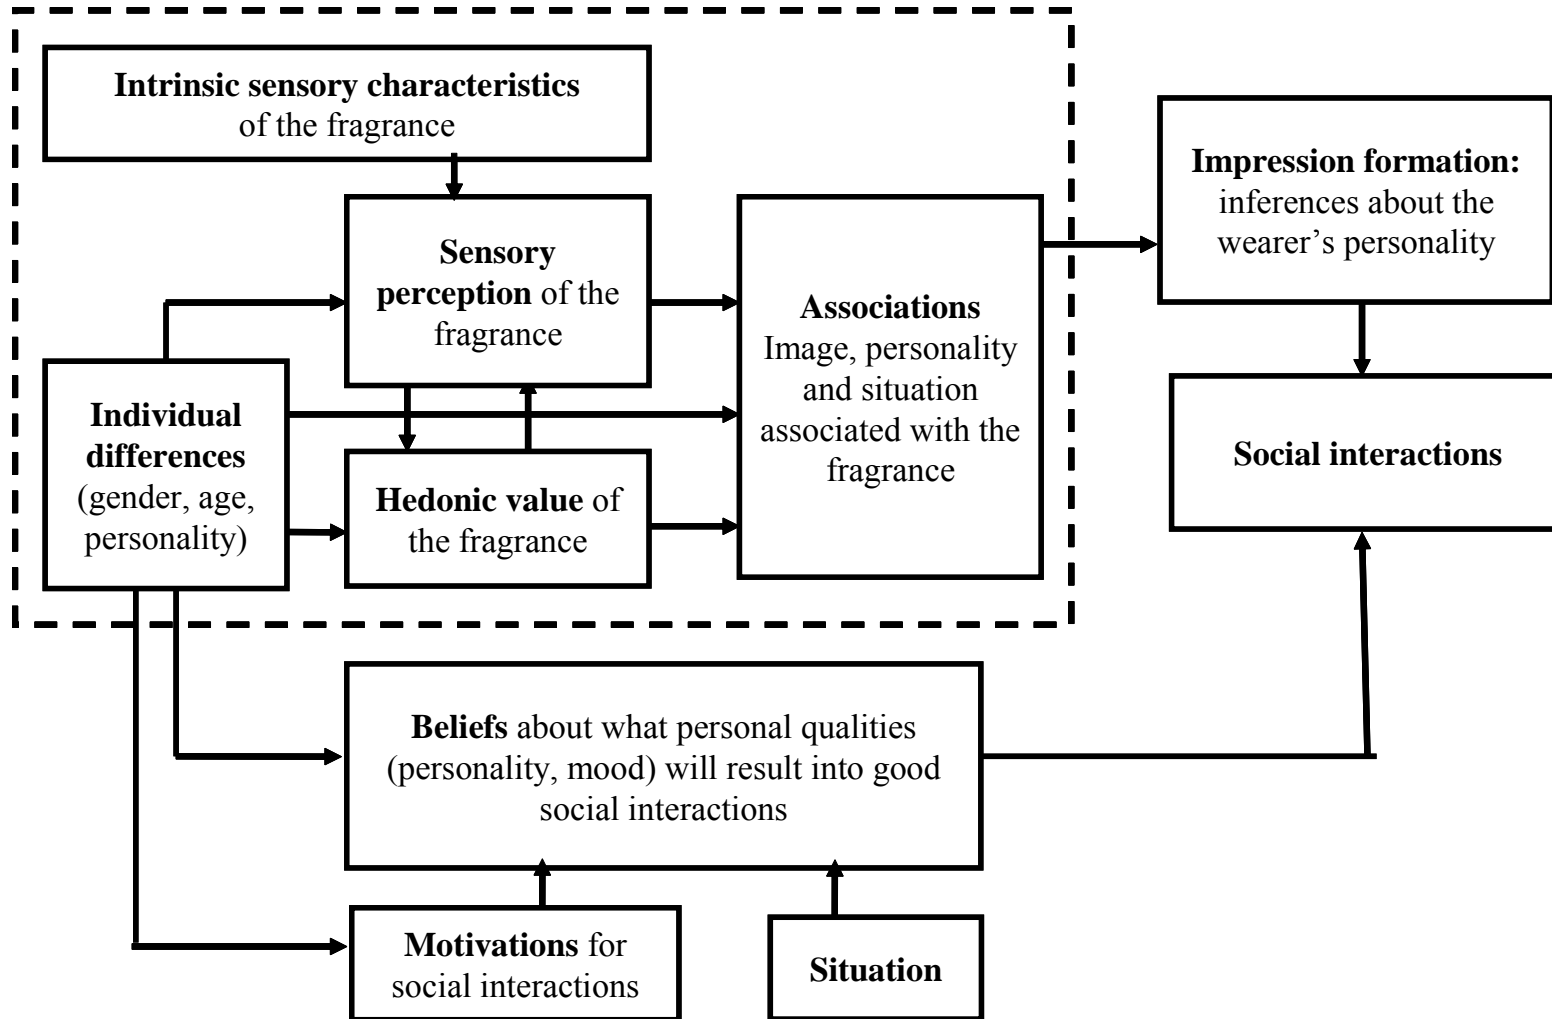 Intrinsic sensory characteristics
of the fragrance
Sensory
perception of the
fragrance
Individual
differences
(gender, age,
personality)
Hedonic value of
the fragrance
Associations
Image, personality
and situation
associated with the
fragrance
Impression formation:
inferences about the
wearer’s personality
Social interactions
Beliefs about what personal qualities
(personality, mood) will result into good
social interactions
Motivations for
social interactions
Situation